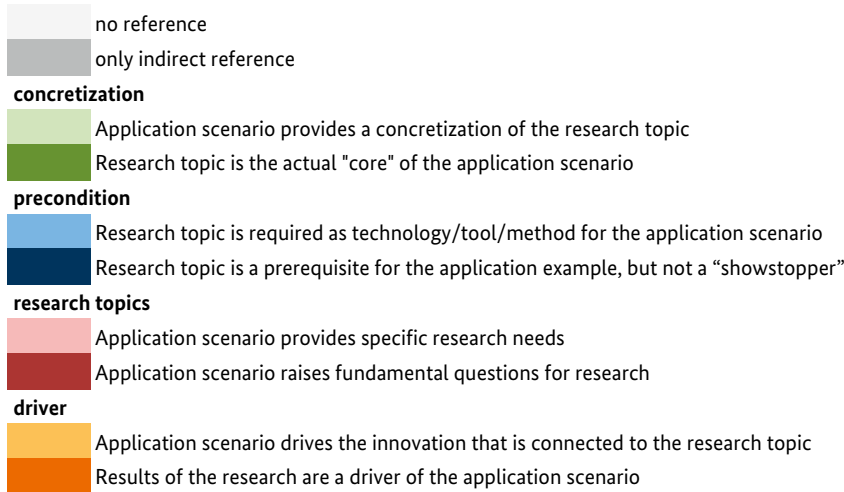 no reference
only indirect reference
concretization
Application scenario provides a concretization of the research topic
Research topic is the actual "core" of the application scenario
precondition
Research topic is required as technology/tool/method for the application scenario
Research topic is a prerequisite for the application example, but not a “showstopper”
research topics
Application scenario provides specific research needs
Application scenario raises fundamental questions for research
driver
Application scenario drives the innovation that is connected to the research topic
Results of the research are a driver of the application scenario